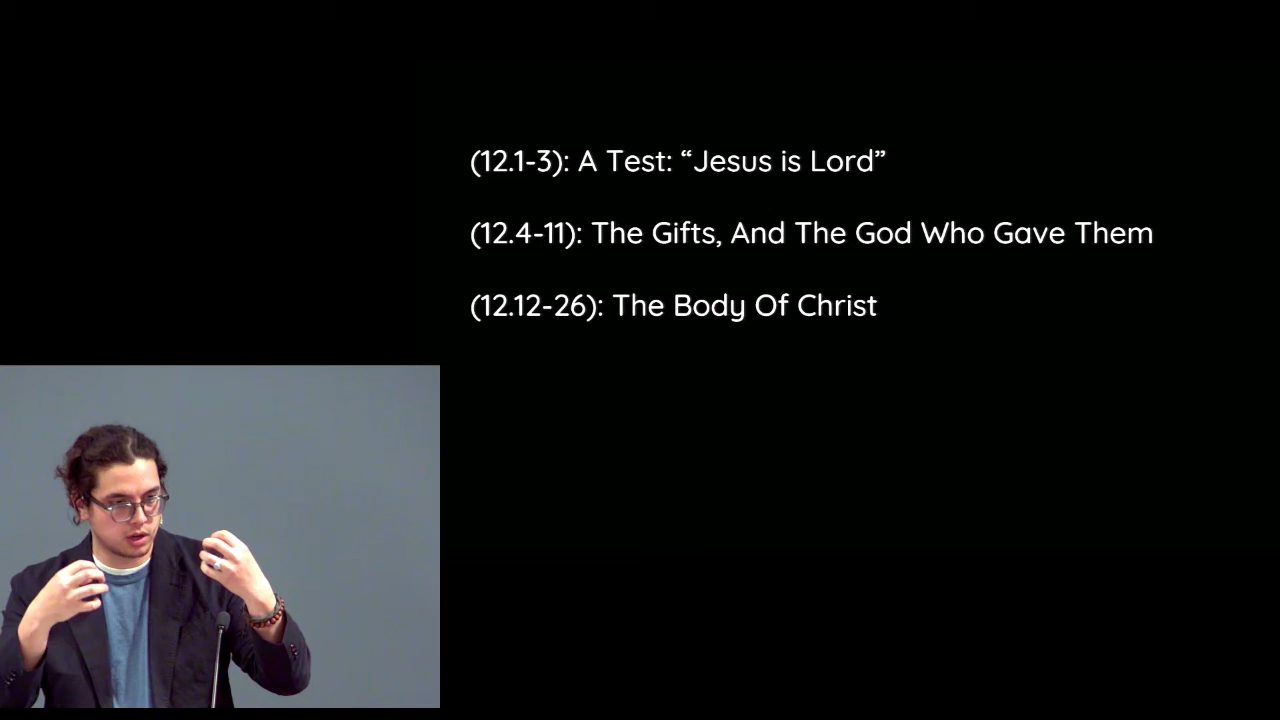 (12.1-3): A Test: “Jesus is Lord”
(12.4-11): The Gifts, And The God Who Gave Them
(12.12-26): The Body Of Christ